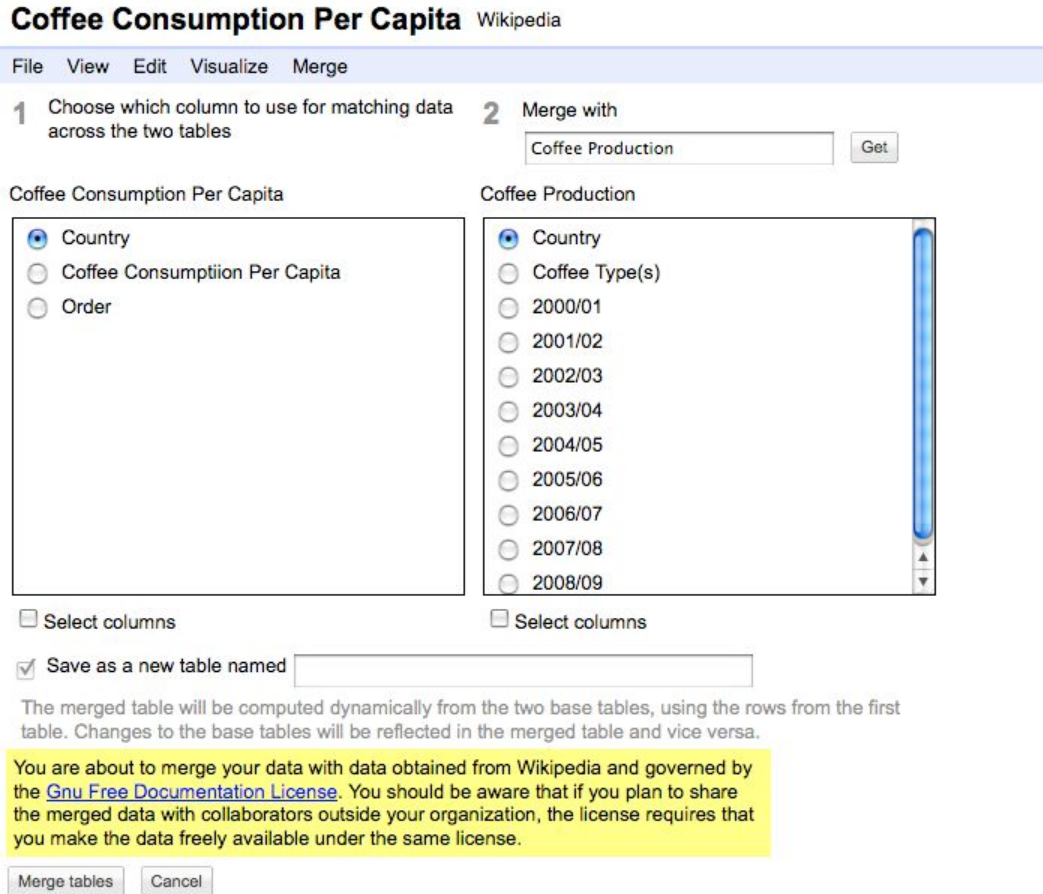 Coffee Consumption Per Capita Wikipedia
File View Edit Visualize Merge
1 Choose which column to use for matching data
across the two tables
2 Merge with
Coffee Production Get
Coffee Consumption Per Capita
Country
Coffee Consumptiion Per Capita
Order
Select columns
Coffee Production
Country
Coffee Type(s)
2000/01
2001/02
2002/03
2003/04
2004/05
2005/06
2006/07
2007/08
2008/09
Select columns
Save as a new table named
The merged table will be computed dynamically from the two base tables, using the rows from the first
table. Changes to the base tables will be reflected in the merged table and vice versa.
You are about to merge your data with data obtained from Wikipedia and governed by
the Gnu Free Documentation License. You should be aware that if you plan to share
the merged data with collaborators outside your organization, the license requires that
you make the data freely available under the same license.
Merge tables Cancel